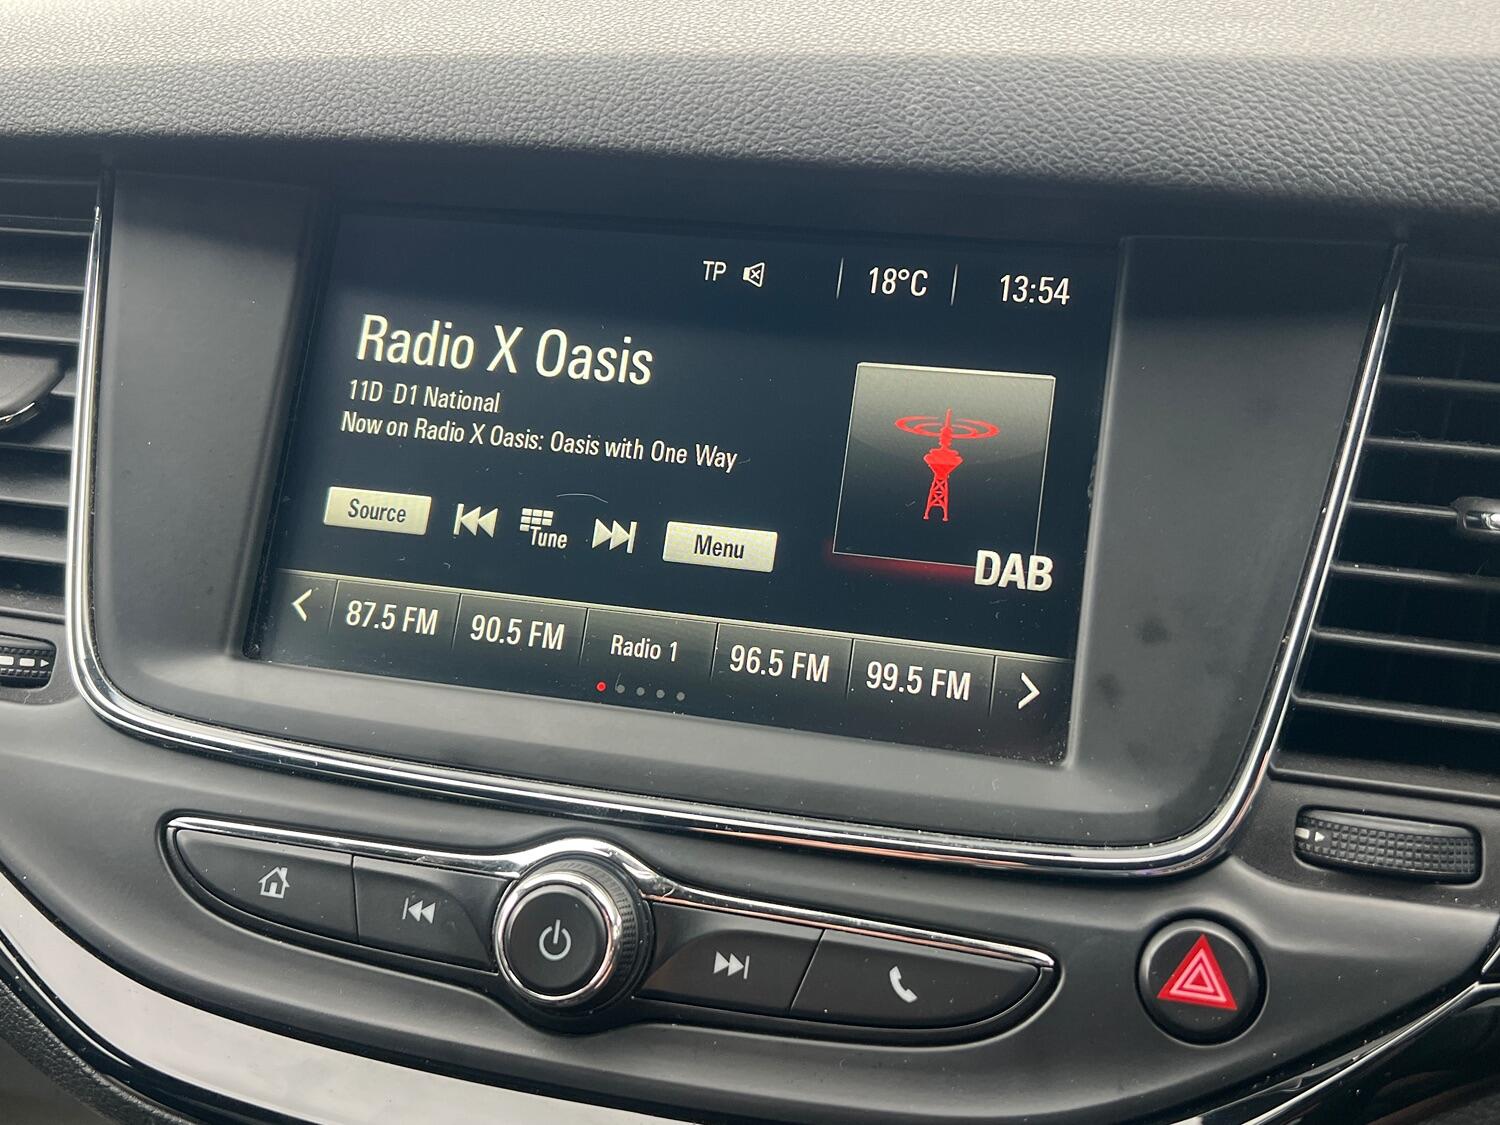 TP 18°C 13:54
Radio X Oasis
11D D1 National
Now on Radio X Oasis: Oasis with One Way
Source Tune Menu
DAB
87.5 FM 90.5 FM Radio 1 96.5 FM 99.5 FM